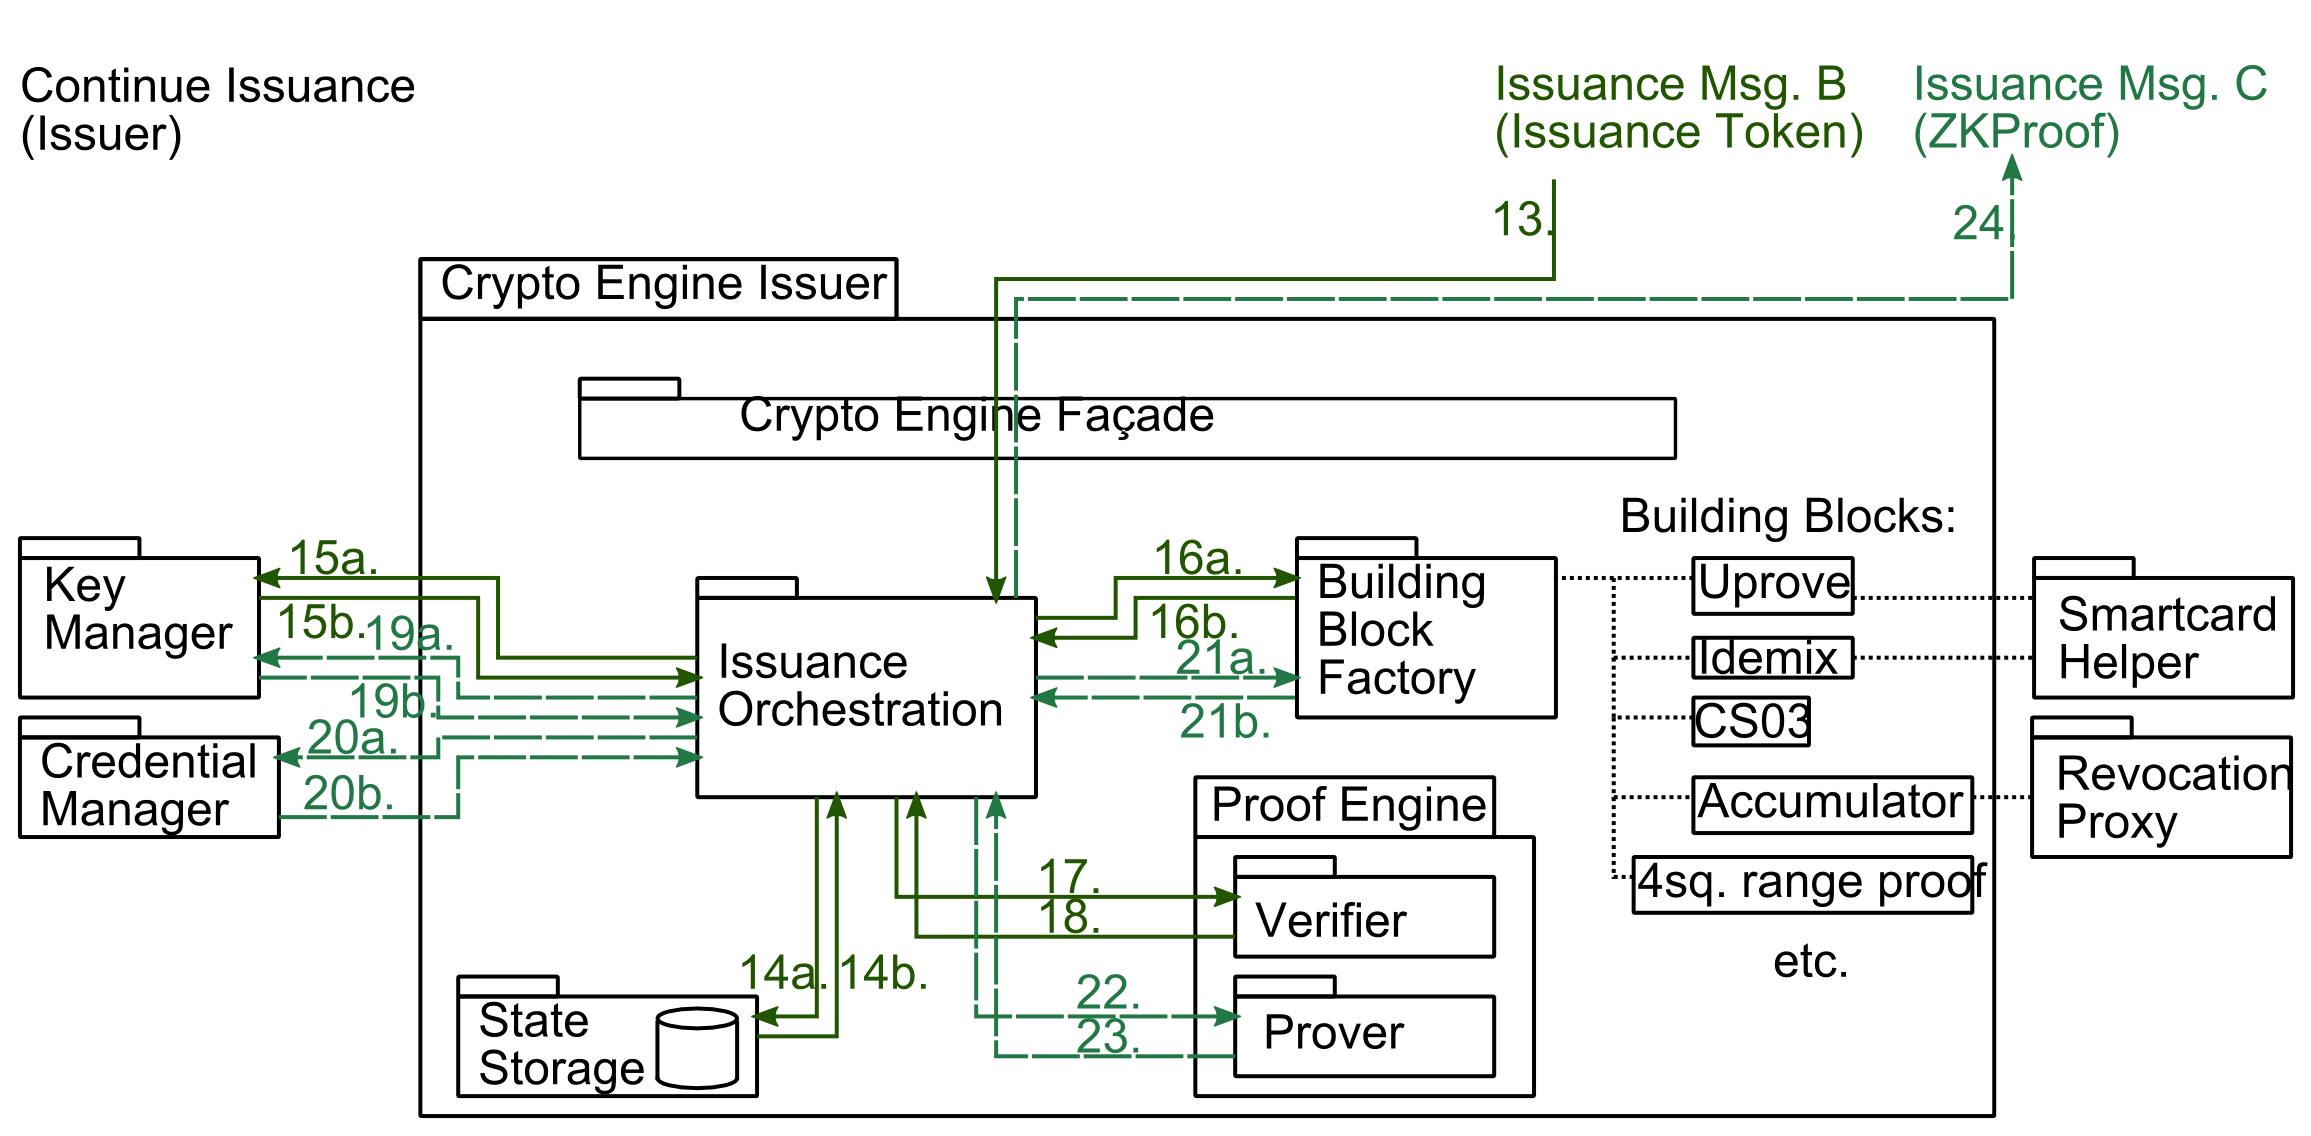 Continue Issuance
(Issuer)
Issuance Msg. B
(Issuance Token)
Issuance Msg. C
(ZKProof)
13.
24.
Crypto Engine Issuer
Crypto Engine Façade
Building Blocks:
Key
Manager
15a.
15b.
19a.
19b.
20a.
20b.
Credential
Manager
Issuance
Orchestration
16a.
16b.
21a.
21b.
Building
Block
Factory
Uprove
Idemix
CS03
Accumulator
4sq. range proof
etc.
Smartcard
Helper
Revocation
Proxy
Proof Engine
17.
18.
Verifier
22.
23.
Prover
14a.
14b.
State
Storage